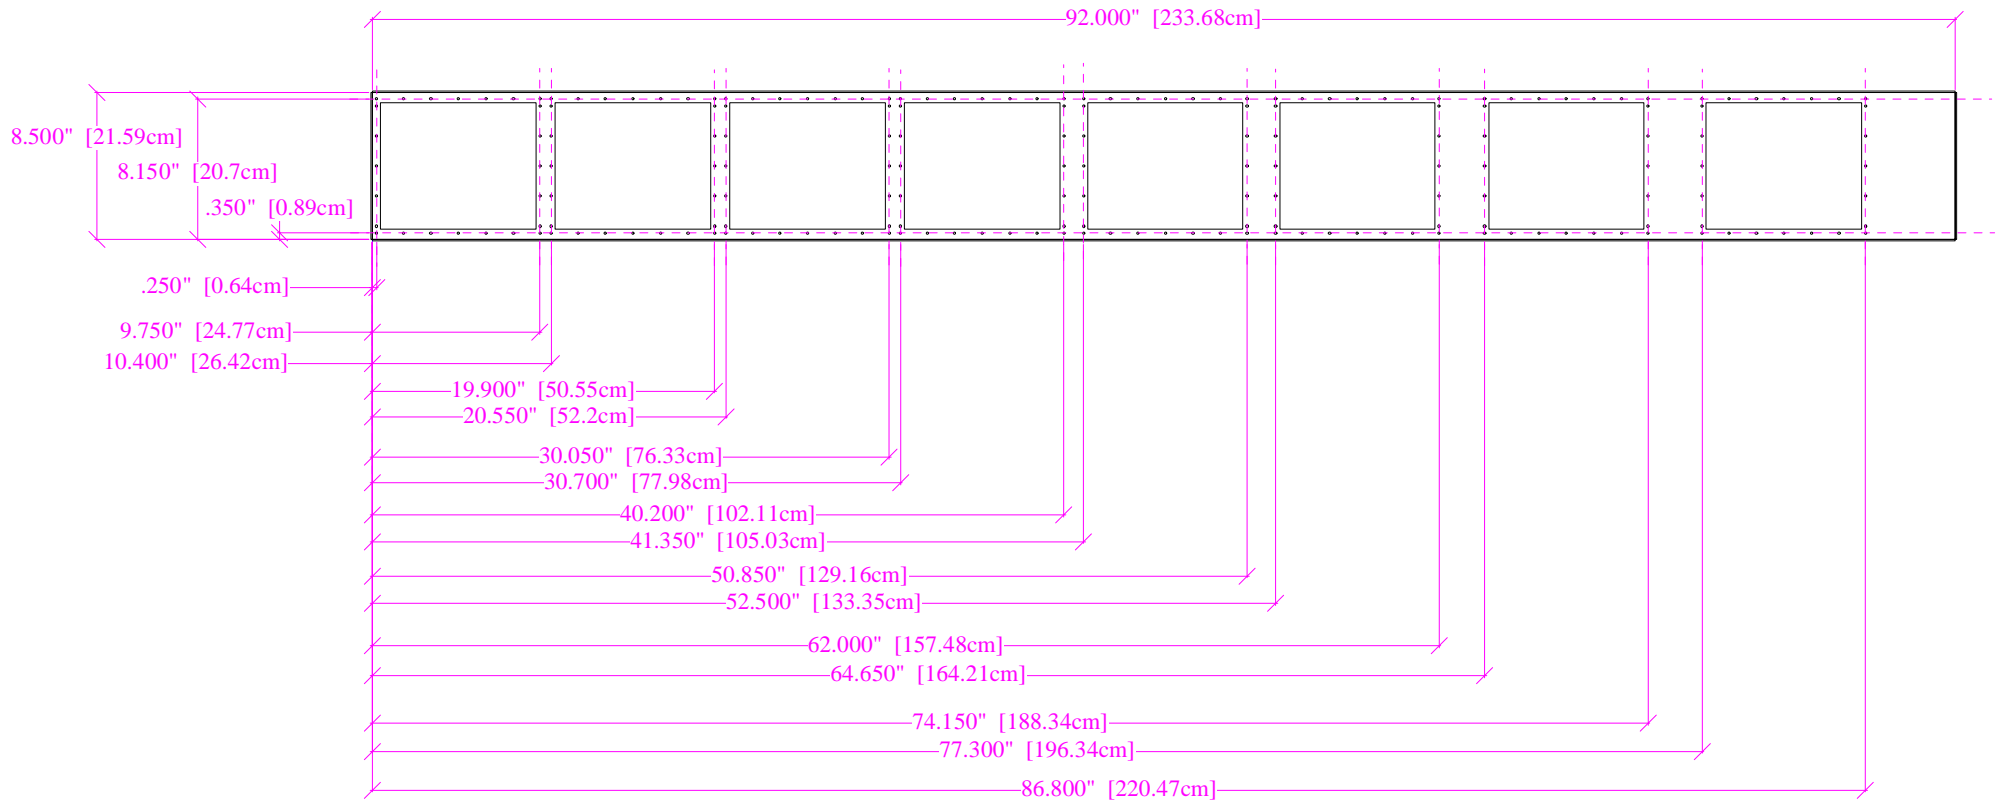 92.000" [233.68cm]
8.500" [21.59cm]
8.150" [20.7cm]
.350" [0.89cm]
.250" [0.64cm]
9.750" [24.77cm]
10.400" [26.42cm]
19.900" [50.55cm]
20.550" [52.2cm]
30.050" [76.33cm]
30.700" [77.98cm]
40.200" [102.11cm]
41.350" [105.03cm]
50.850" [129.16cm]
52.500" [133.35cm]
62.000" [157.48cm]
64.650" [164.21cm]
74.150" [188.34cm]
77.300" [196.34cm]
86.800" [220.47cm]